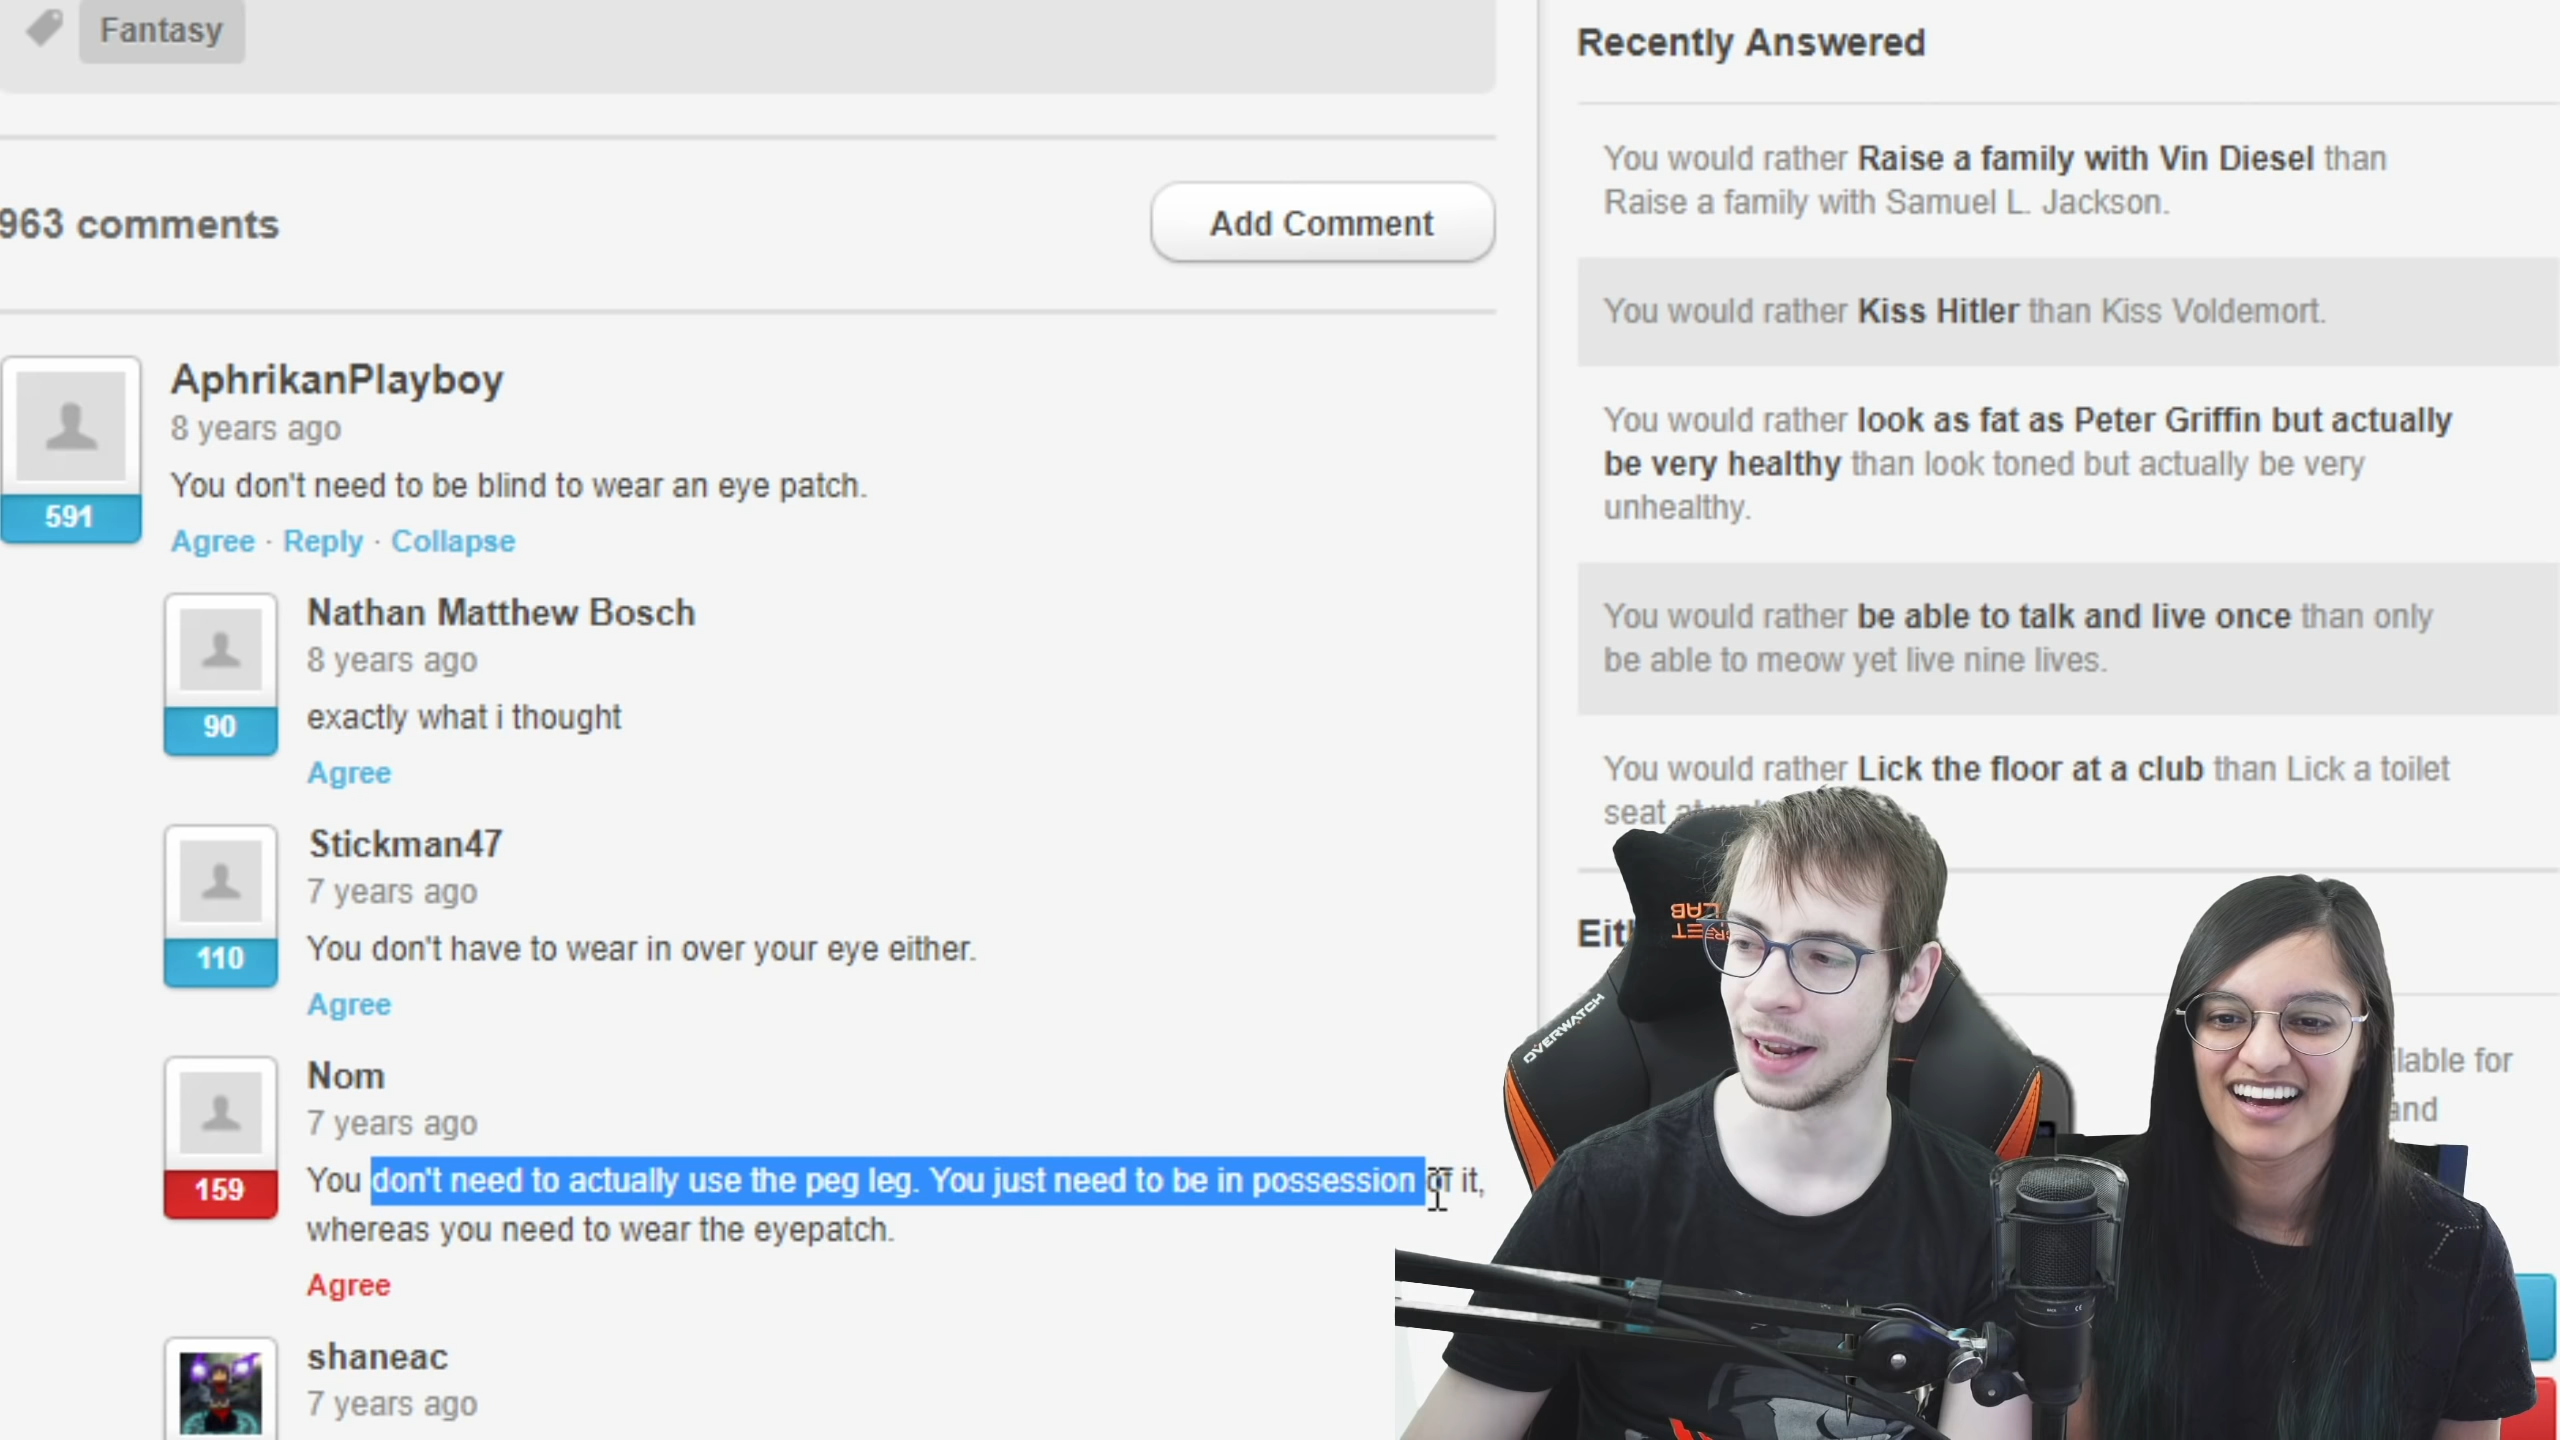 Fantasy
963 comments
Add Comment
AphrikanPlayboy
8 years ago
You don't need to be blind to wear an eye patch.
591
Agree · Reply · Collapse
Nathan Matthew Bosch
8 years ago
exactly what i thought
90
Agree
Stickman47
7 years ago
You don't have to wear in over your eye either.
110
Agree
Nom
7 years ago
You don't need to actually use the peg leg. You just need to be in possession of it,
whereas you need to wear the eyepatch.
159
Agree
shaneac
7 years ago
Recently Answered
You would rather Raise a family with Vin Diesel than
Raise a family with Samuel L. Jackson.
You would rather Kiss Hitler than Kiss Voldemort.
You would rather look as fat as Peter Griffin but actually
be very healthy than look toned but actually be very
unhealthy.
You would rather be able to talk and live once than only
be able to meow yet live nine lives.
You would rather Lick the floor at a club than Lick a toilet
seat
for
and
OVERWATCH
LAB